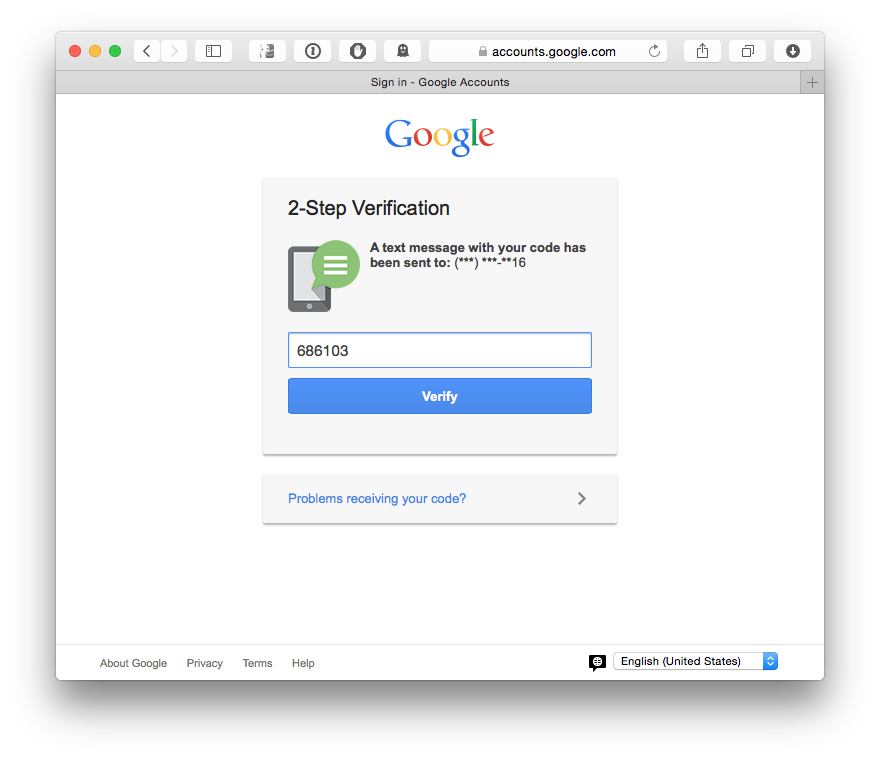 accounts.google.com
Sign in - Google Accounts
Google
2-Step Verification
A text message with your code has
been sent to: (***) ***-**16
686103
Verify
Problems receiving your code?
About Google Privacy Terms Help English (United States)